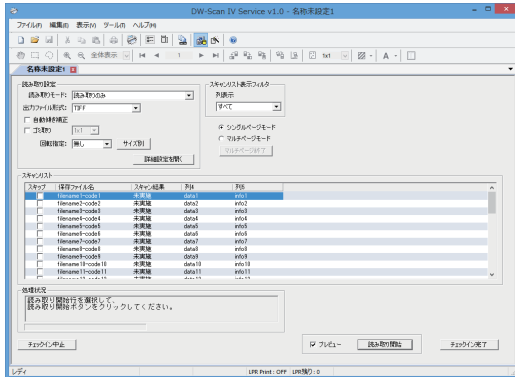 DW-Scan IV Service v1.0 - 名称未設定1
ファイル(F) 編集(E) 表示(V) ツール(T) ヘルプ(H)
全体表示 1 1x1 A
名称未設定1
読み取り設定
読み取りモード: 読み取りのみ
出力ファイル形式: TIFF
自動傾き補正
ゴミ取り 1x1
回転指定: 無し サイズ別
詳細設定を開く
スキャンリスト表示フィルタ
列表示
すべて
シングルページモード
マルチページモード
マルチページ終了
スキャンリスト
スキップ 保存ファイル名 スキャン結果 列4 列5
filename1-code1 未実施 data1 info1
filename2-code2 未実施 data2 info2
filename3-code3 未実施 data3 info3
filename4-code4 未実施 data4 info4
filename5-code5 未実施 data5 info5
filename6-code6 未実施 data6 info6
filename7-code7 未実施 data7 info7
filename8-code8 未実施 data8 info8
filename9-code9 未実施 data9 info9
filename10-code10 未実施 data10 info10
filename11-code11 未実施 data11 info11
処理状況
読み取り開始行を選択して、
読み取り開始ボタンをクリックしてください。
チェックイン中止 プレビュー 読み取り開始 チェックイン完了
レディ LPR Print : OFF LPR残り : 0